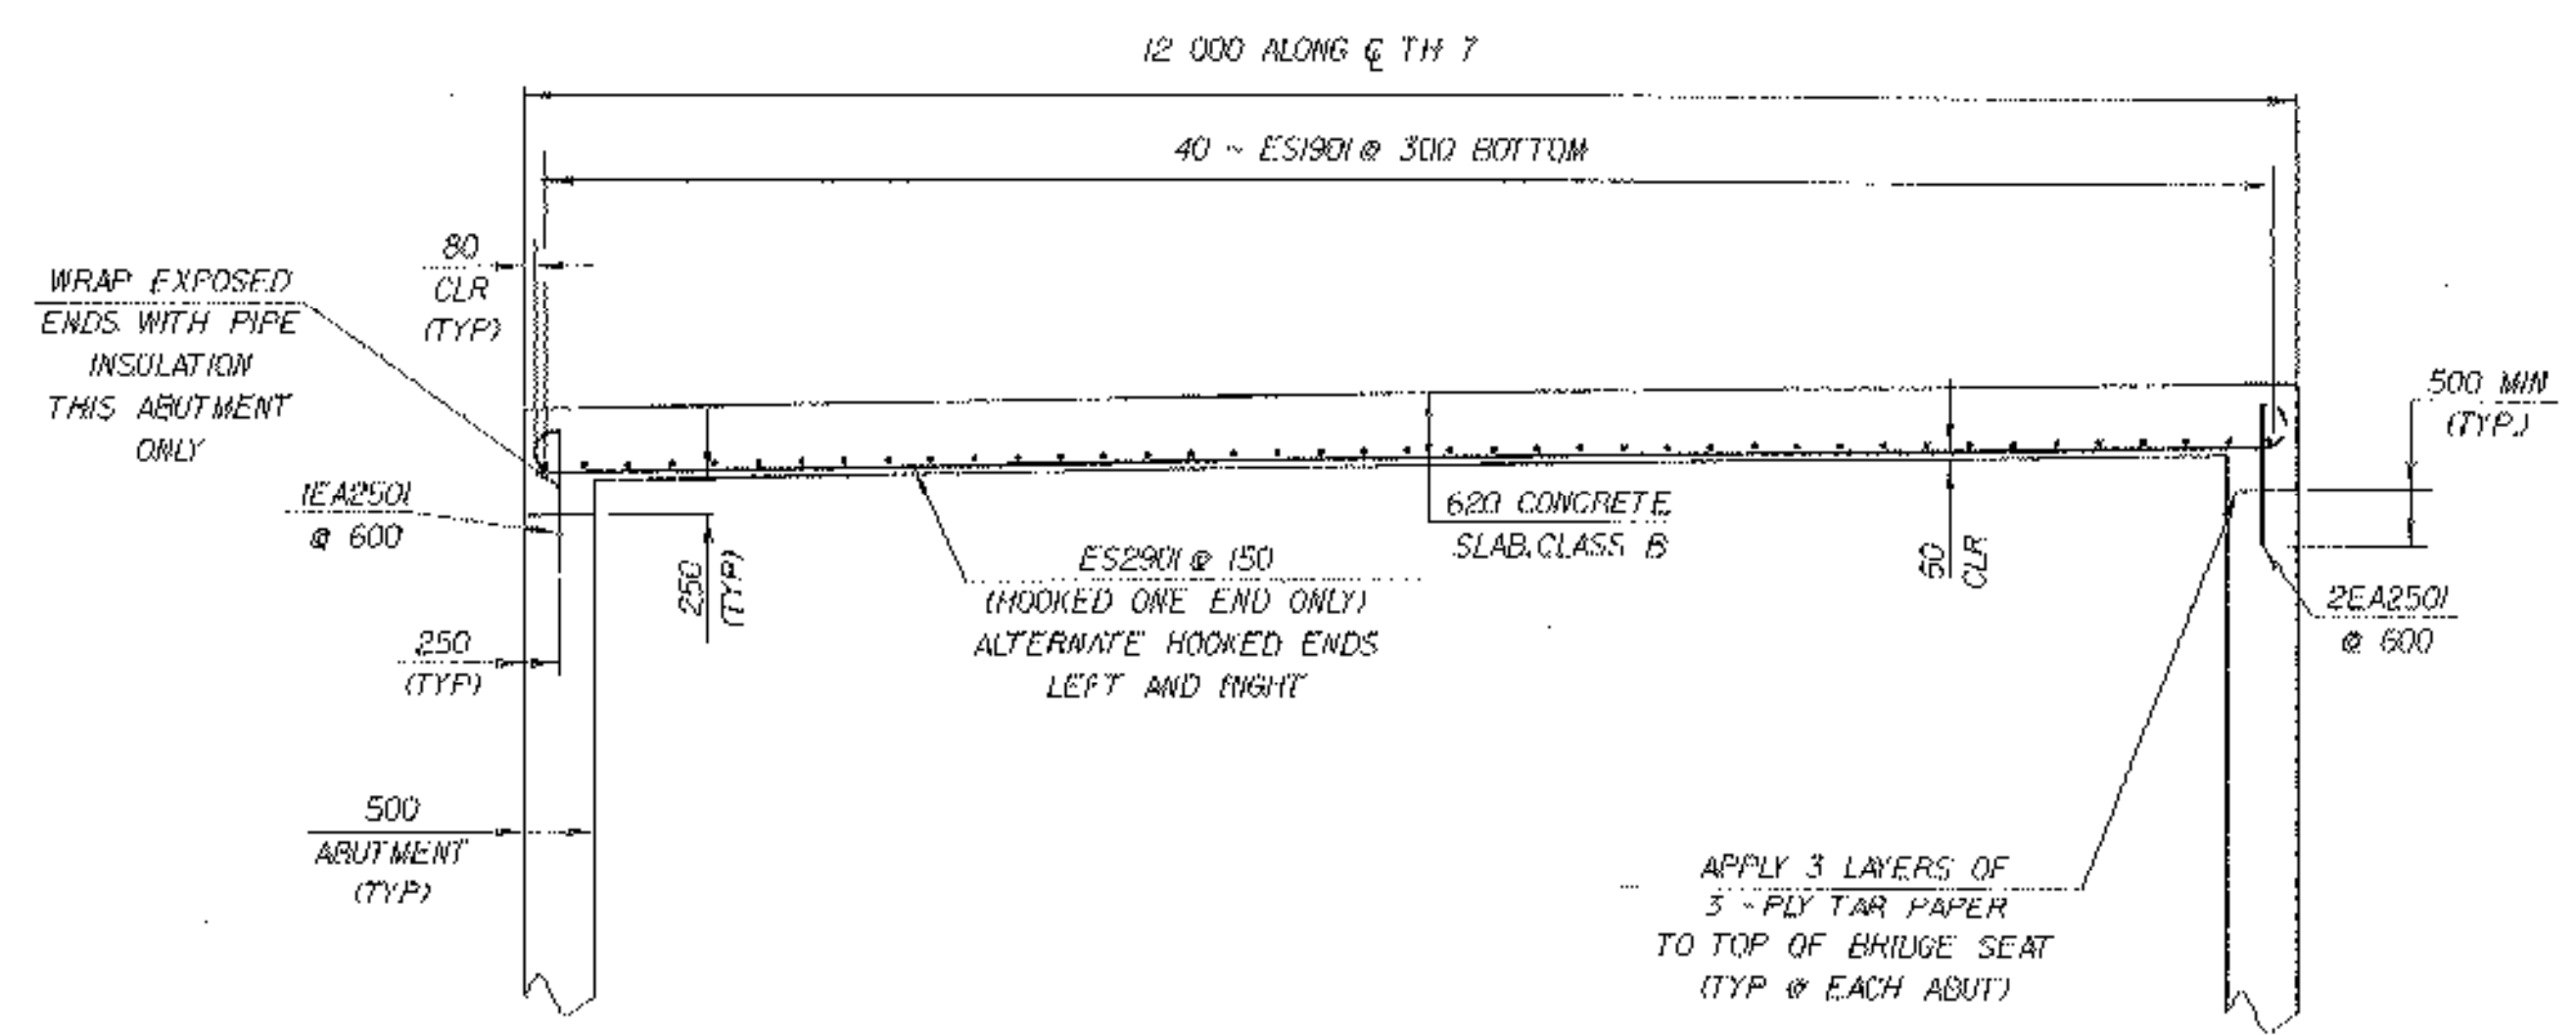 12 000 ALONG ℄ TH 7
40 ~ ES1901 @ 300 BOTTOM
80
CLR
(TYP)
WRAP EXPOSED
ENDS WITH PIPE
INSULATION
THIS ABUTMENT
ONLY
500 MIN
(TYP.)
1EA2501
@ 600
620 CONCRETE
SLAB, CLASS B
50
CLR
250
(TYP)
ES2901 @ 150
(HOOKED ONE END ONLY)
ALTERNATE HOOKED ENDS
LEFT AND RIGHT
2EA2501
@ 600
250
(TYP)
500
ABUTMENT
(TYP)
APPLY 3 LAYERS OF
3 ~ PLY TAR PAPER
TO TOP OF BRIDGE SEAT
(TYP @ EACH ABUT)